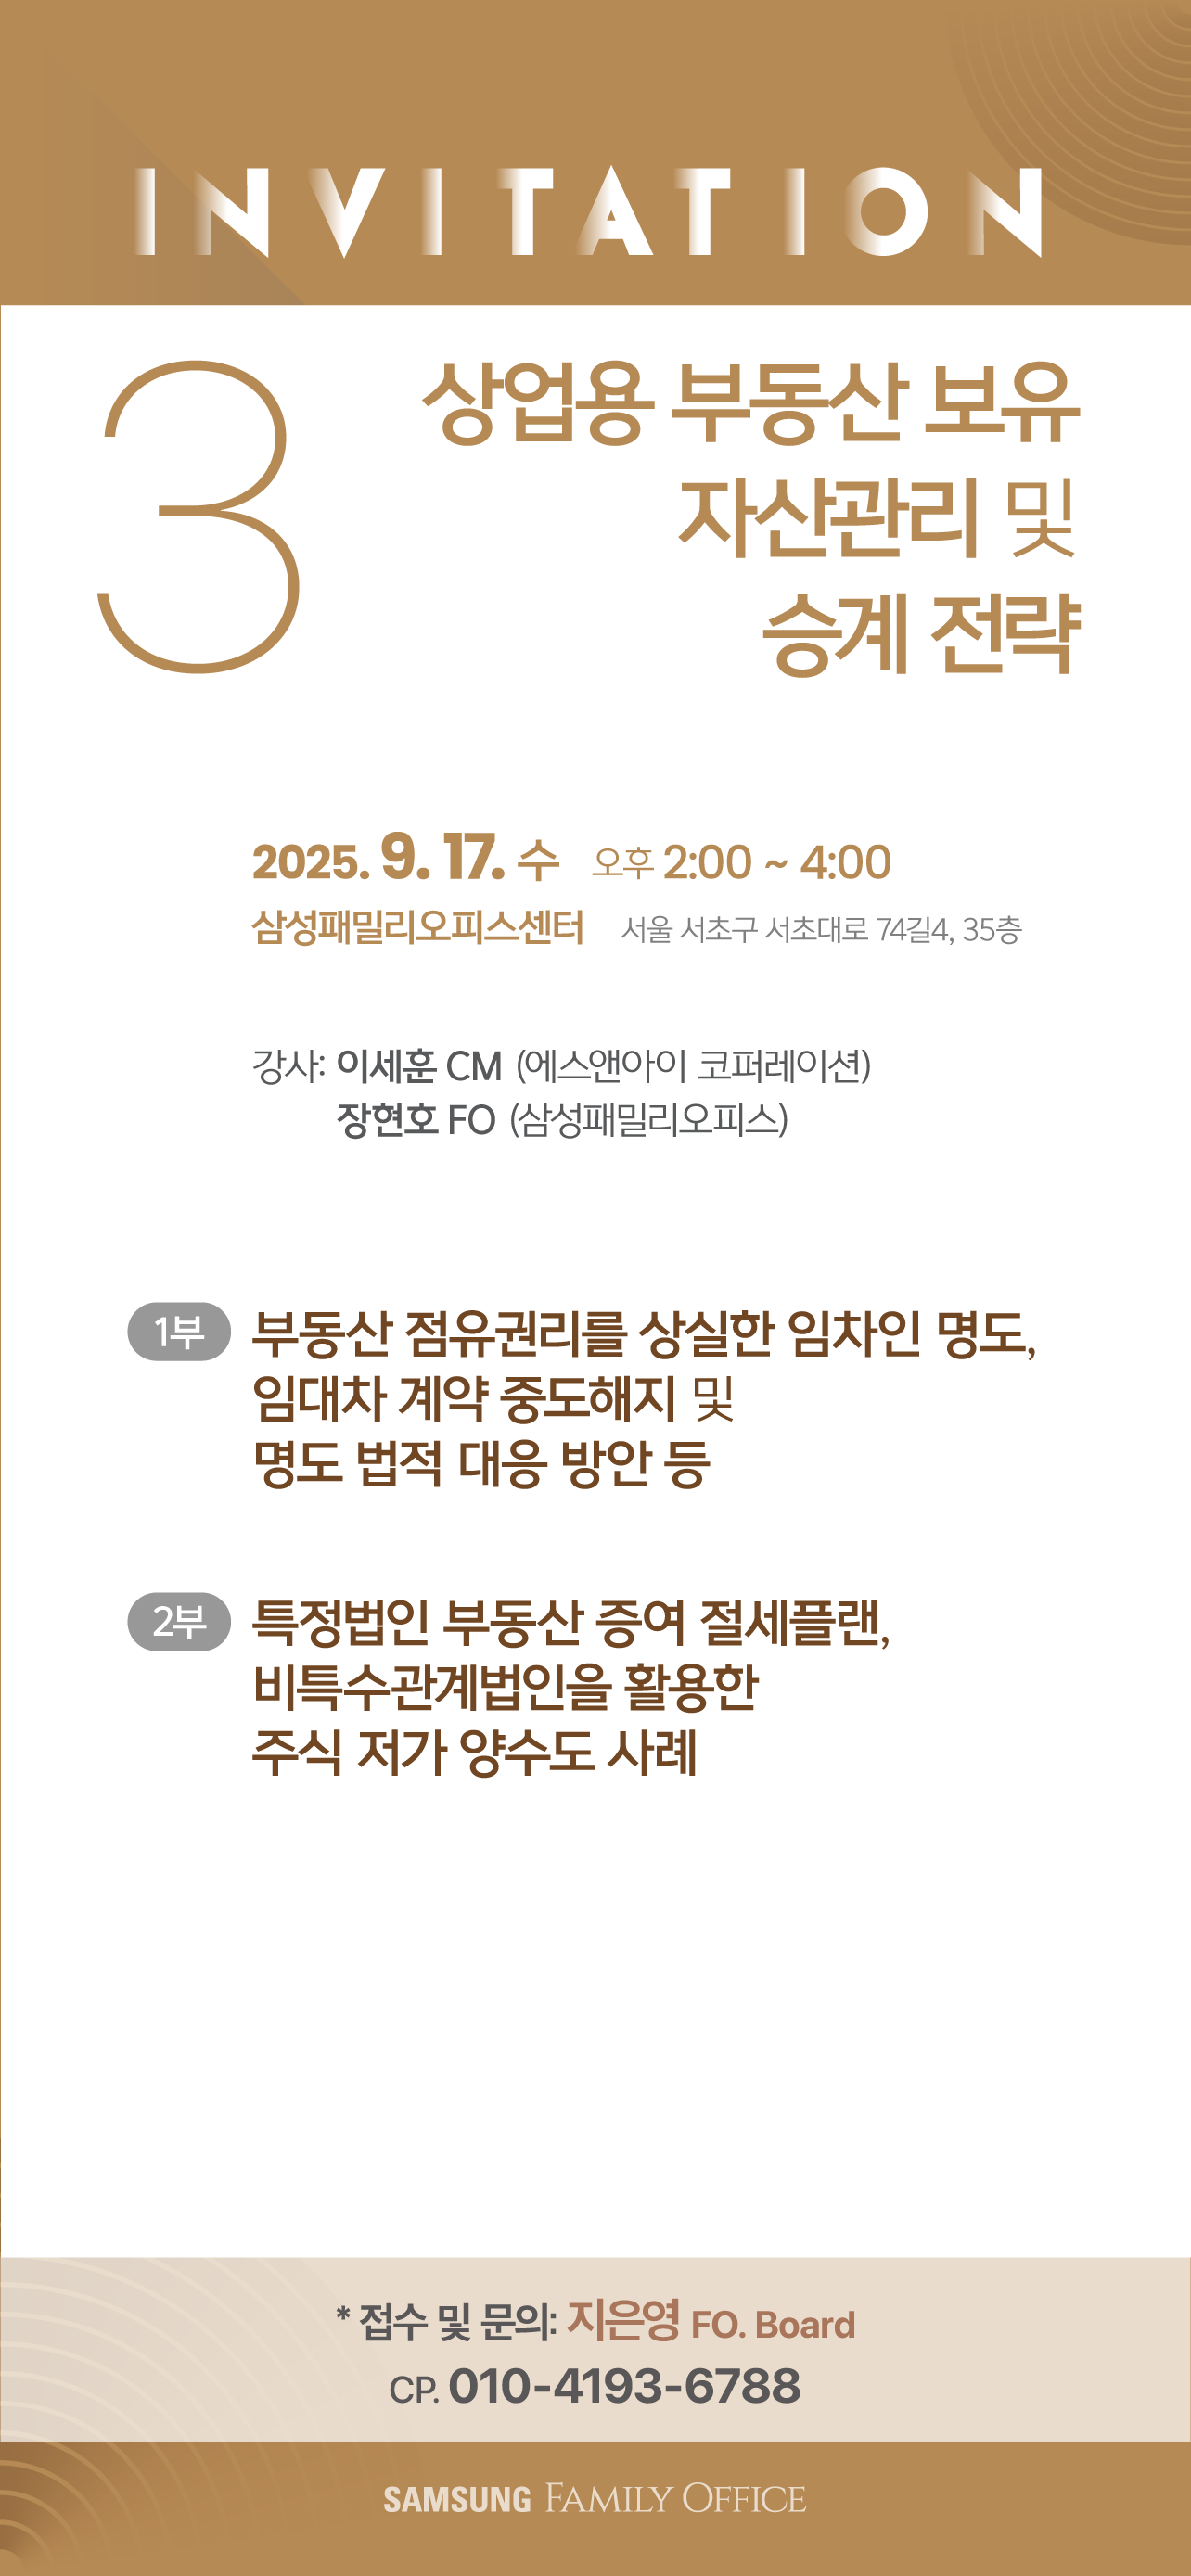 INVITATION
3
상업용 부동산 보유
자산관리 및
승계 전략
2025. 9. 17. 수 오후 2:00 ~ 4:00
삼성패밀리오피스센터 서울 서초구 서초대로 74길4, 35층
강사: 이세훈 CM (에스앤아이 코퍼레이션)
장현호 FO (삼성패밀리오피스)
1부 부동산 점유권리를 상실한 임차인 명도,
임대차 계약 중도해지 및
명도 법적 대응 방안 등
2부 특정법인 부동산 증여 절세플랜,
비특수관계법인을 활용한
주식 저가 양수도 사례
* 접수 및 문의: 지은영 FO. Board
CP. 010-4193-6788
SAMSUNG FAMILY OFFICE